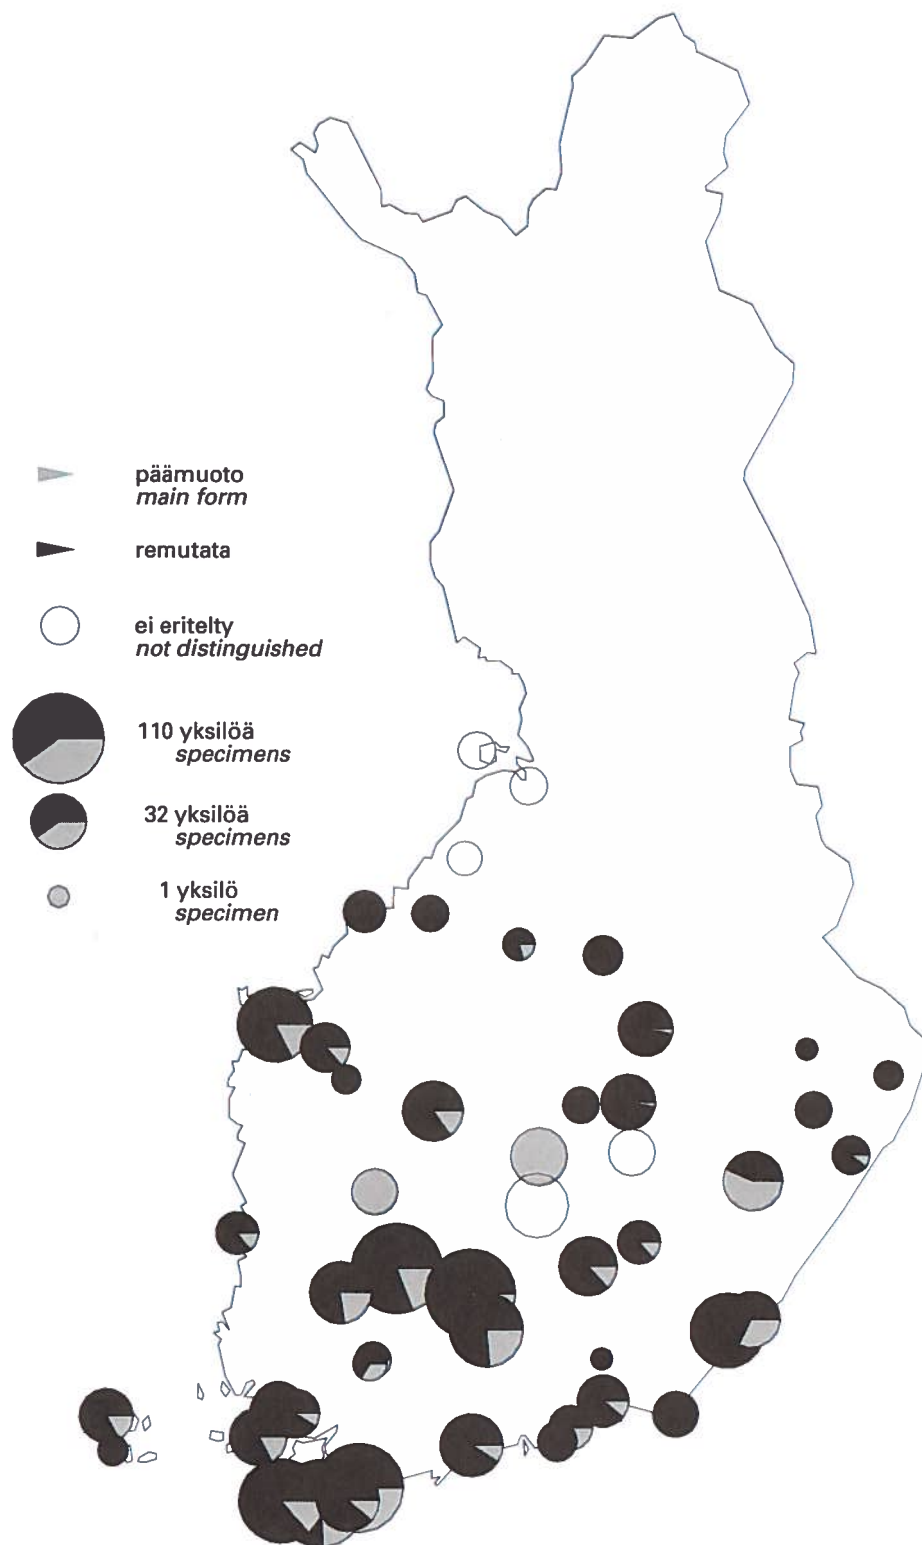 päämuoto
main form
remutata
ei eritelty
not distinguished
110 yksilöä
specimens
32 yksilöä
specimens
1 yksilö
specimen